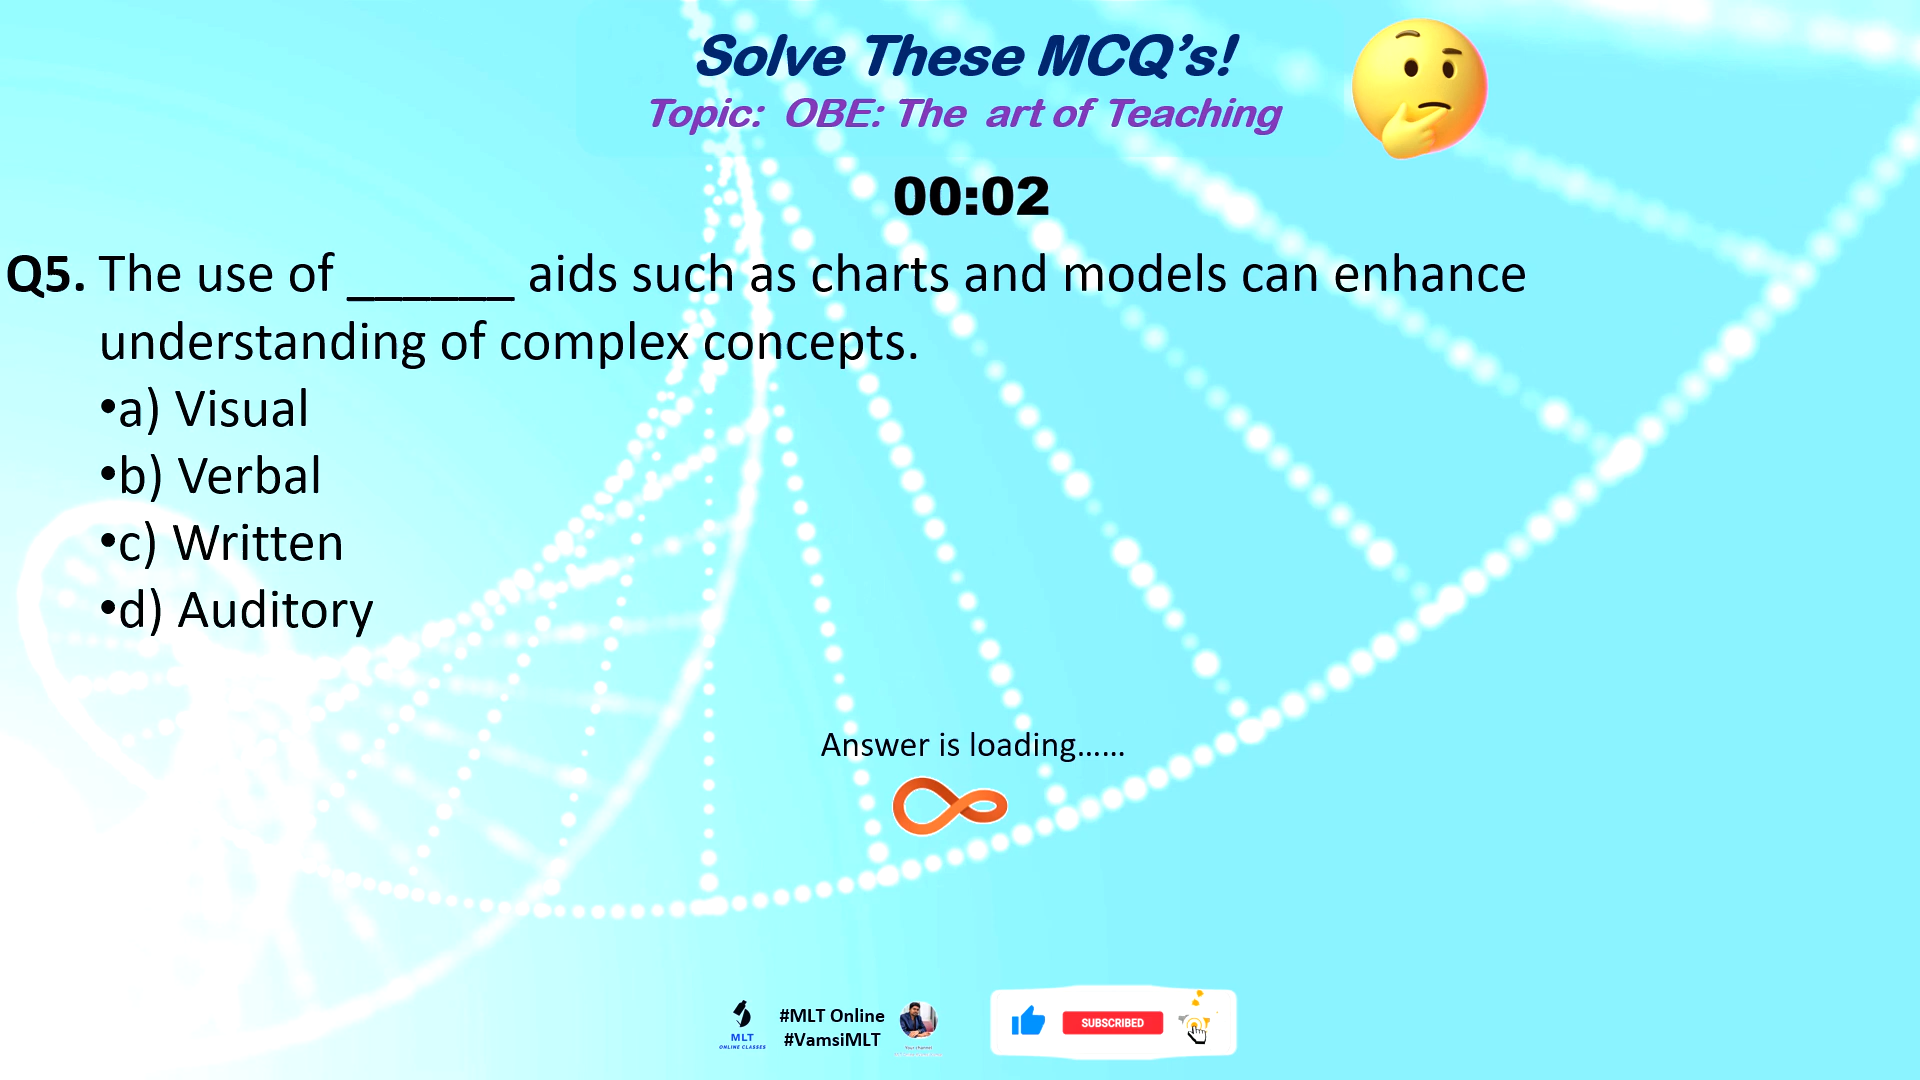 Solve These MCQ’s!
Topic:  OBE: The  art of Teaching
00:02
Q5. The use of ______ aids such as charts and models can enhance
understanding of complex concepts.
•a) Visual
•b) Verbal
•c) Written
•d) Auditory
Answer is loading......
#MLT Online
#VamsiMLT
MLT
ONLINE CLASSES
SUBSCRIBED